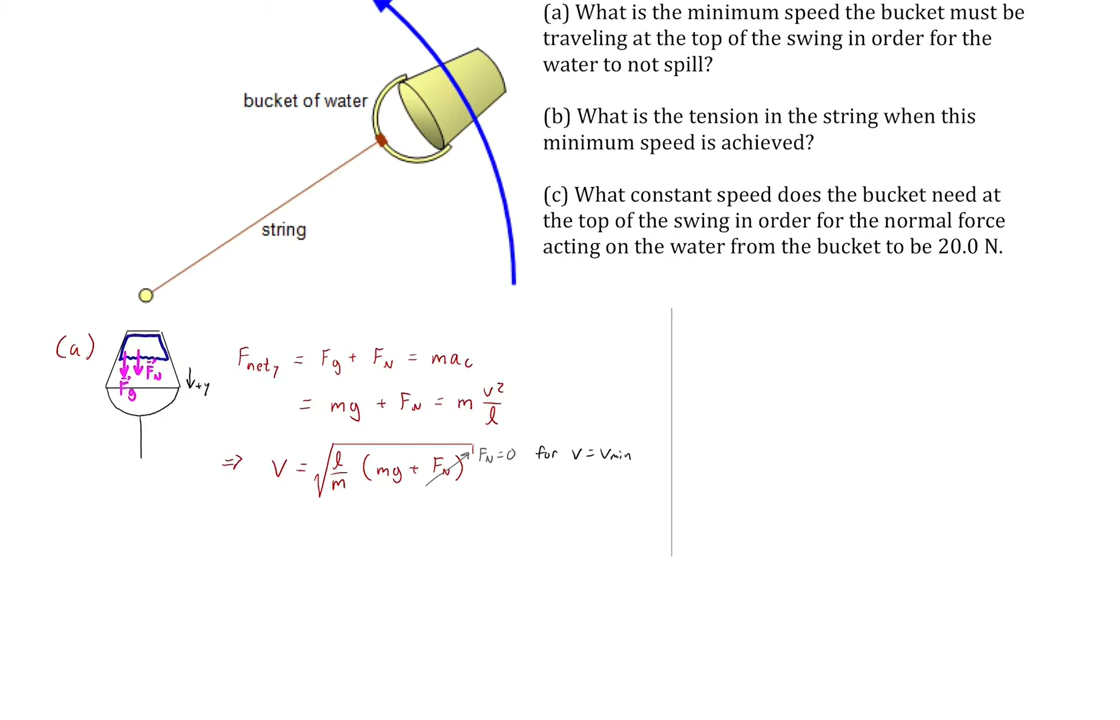 (a) What is the minimum speed the bucket must be
traveling at the top of the swing in order for the
water to not spill?
bucket of water
(b) What is the tension in the string when this
minimum speed is achieved?
(c) What constant speed does the bucket need at
the top of the swing in order for the normal force
acting on the water from the bucket to be 20.0 N.
string
(a)
Fg
FN
↓+y
Fnet,y = Fg + FN = mac
= mg + FN = m v²/l
⇒ v = √(l/m (mg + FN)) FN=0 for v=vmin